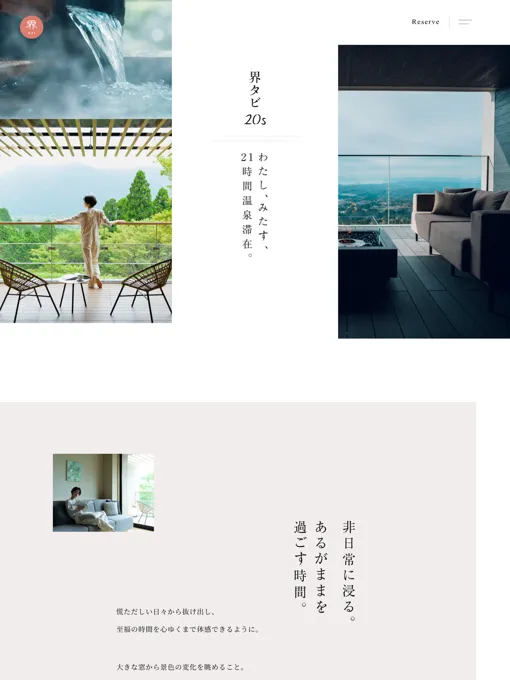 界
Reserve
界タビ
20s
わたし、みたす、
21時間温泉滞在。
非日常に浸る。
あるがままを
過ごす時間。
慌ただしい日々から抜け出し、
至福の時間を心ゆくまで体感できるように。
大きな窓から景色の変化を眺めること。